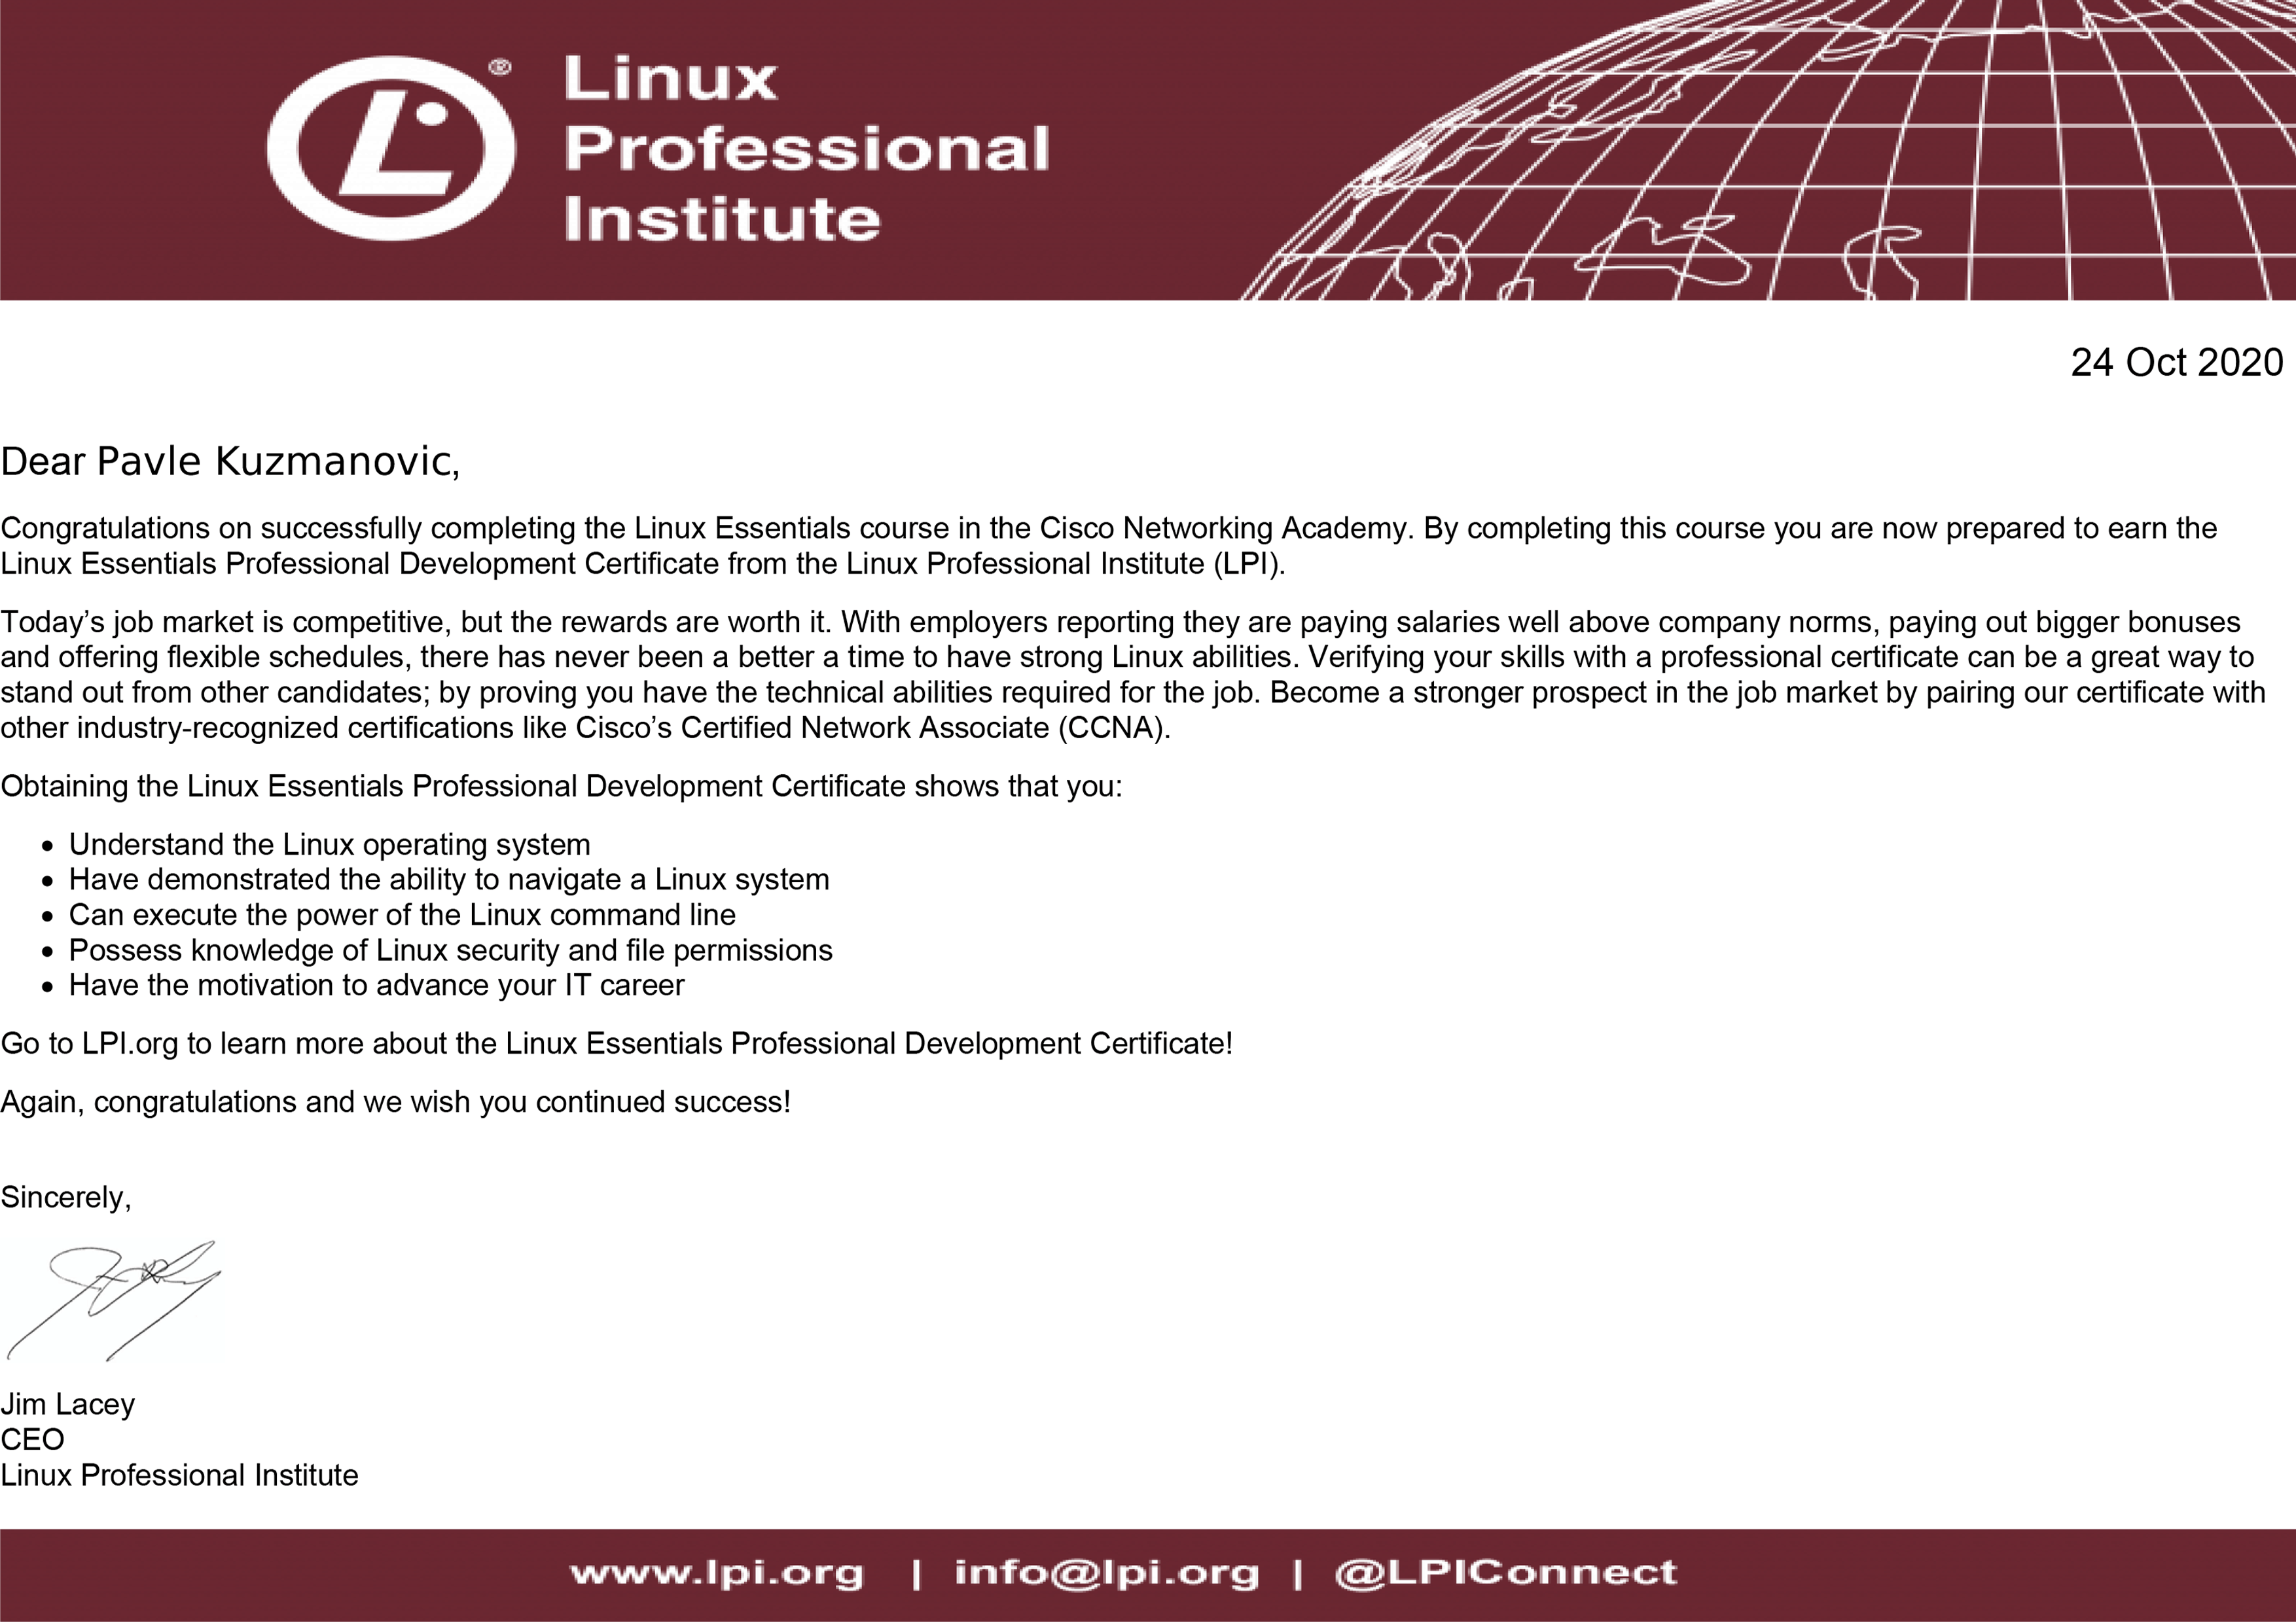 Linux
Professional
Institute
24 Oct 2020
Dear Pavle Kuzmanovic,
Congratulations on successfully completing the Linux Essentials course in the Cisco Networking Academy. By completing this course you are now prepared to earn the
Linux Essentials Professional Development Certificate from the Linux Professional Institute (LPI).
Today’s job market is competitive, but the rewards are worth it. With employers reporting they are paying salaries well above company norms, paying out bigger bonuses
and offering flexible schedules, there has never been a better a time to have strong Linux abilities. Verifying your skills with a professional certificate can be a great way to
stand out from other candidates; by proving you have the technical abilities required for the job. Become a stronger prospect in the job market by pairing our certificate with
other industry-recognized certifications like Cisco’s Certified Network Associate (CCNA).
Obtaining the Linux Essentials Professional Development Certificate shows that you:
• Understand the Linux operating system
• Have demonstrated the ability to navigate a Linux system
• Can execute the power of the Linux command line
• Possess knowledge of Linux security and file permissions
• Have the motivation to advance your IT career
Go to LPI.org to learn more about the Linux Essentials Professional Development Certificate!
Again, congratulations and we wish you continued success!
Sincerely,
Jim Lacey
CEO
Linux Professional Institute
www.lpi.org | info@lpi.org | @LPIConnect